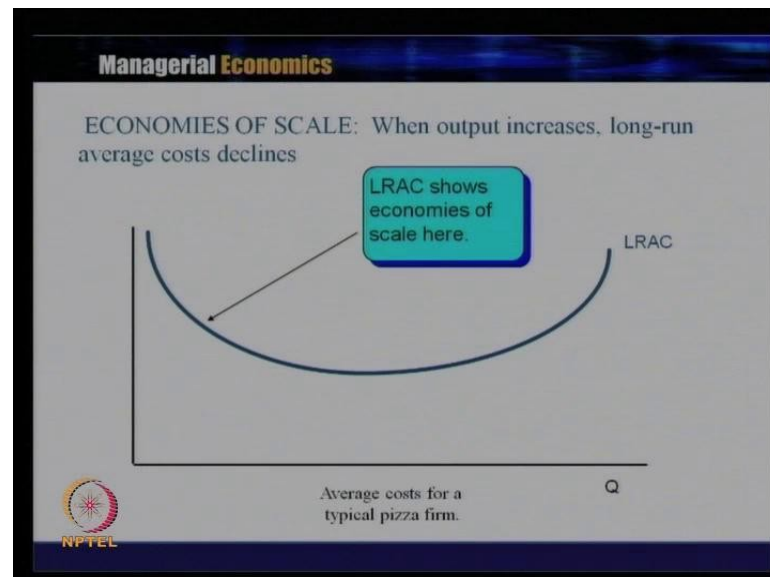 Managerial Economics
ECONOMIES OF SCALE: When output increases, long-run
average costs declines
LRAC shows
economies of
scale here.
LRAC
Q
Average costs for a
typical pizza firm.
NPTEL